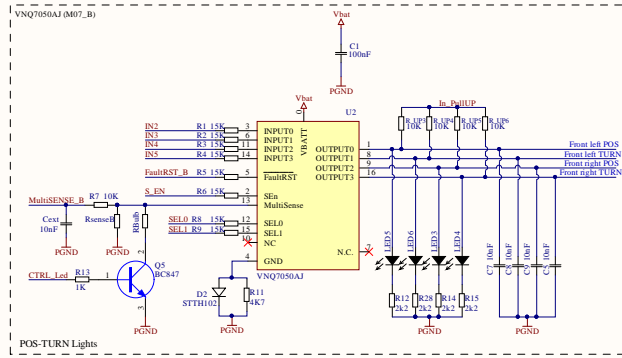 VNQ7050AJ (M07_B)
Vbat
C1
100nF
PGND
Vbat
U2
0
VBATT
IN2 R1 15K 3 INPUT0
IN3 R2 15K 6 INPUT1
IN4 R3 15K 11 INPUT2
IN5 R4 15K 14 INPUT3
FaultRST_B R5 15K 5 FaultRST
S_EN R6 15K 2 SEn
MultiSENSE_B R7 10K 13 MultiSense
SEL0 R8 15K 12 SEL0
SEL1 R9 15K 15 SEL1
10 NC
4 GND
N.C. 7
VNQ7050AJ
OUTPUT0 1 Front left POS
OUTPUT1 8 Front left TURN
OUTPUT2 9 Front right POS
OUTPUT3 16 Front right TURN
In_PullUP
R_UP3 R_UP4 R_UP5 R_UP6
10K 10K 10K 10K
Cext
10nF
RsenseB
RBulb
PGND
PGND
2
Q5
BC847
CTRL_Led R13
1K
1
3
PGND
D2
STTH102
R11
4K7
PGND
LED5 LED6 LED3 LED4
R12 R28 R14 R15
2k2 2k2 2k2 2k2
PGND
C7 10nF
C8 10nF
C9 10nF
10nF
PGND
POS-TURN Lights